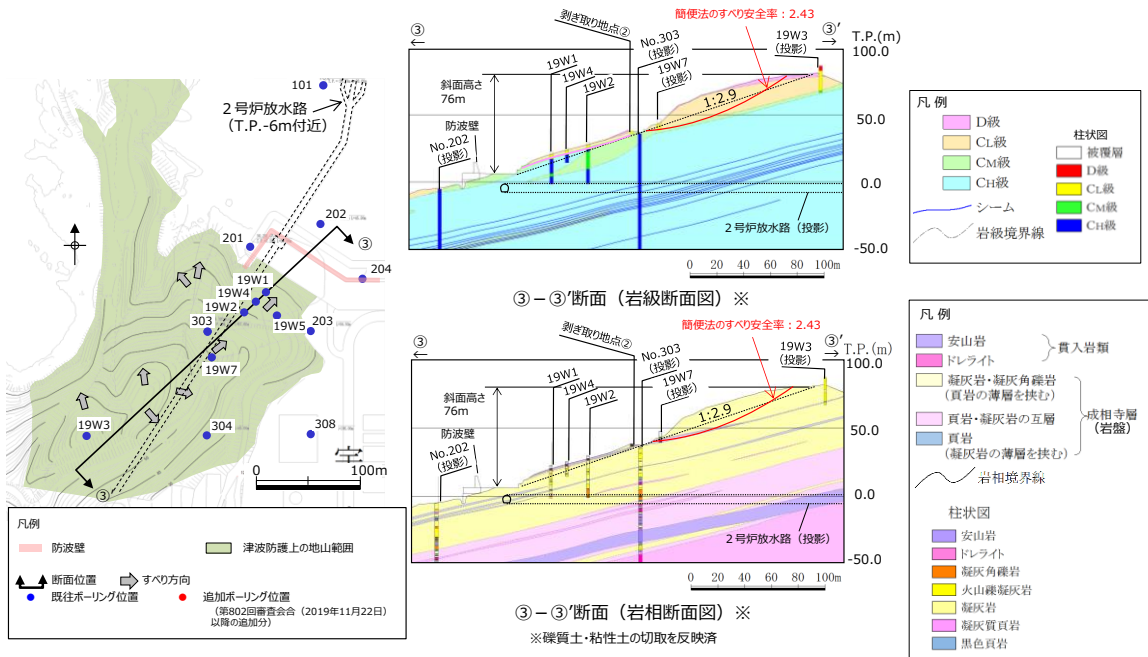 101
2号炉放水路
(T.P.-6m付近)
202
201
204
19W1
19W4
19W2
19W5
203
303
19W7
19W3
304
308
③
③
0 100m
凡例
防波壁
津波防護上の地山範囲
断面位置
すべり方向
既往ボーリング位置
追加ボーリング位置
(第802回審査会合(2019年11月22日)
以降の追加分)
簡便法のすべり安全率:2.43
剥ぎ取り地点②
③
③′
T.P.(m)
19W3
(投影)
No.303
(投影)
19W1
19W4
19W7
(投影)
19W2
斜面高さ
76m
1:2.9
防波壁
No.202
(投影)
2号炉放水路(投影)
100.0
50.0
0.0
-50.0
0 20 40 60 80 100m
③-③′断面(岩級断面図)※
簡便法のすべり安全率:2.43
剥ぎ取り地点②
③
③′
T.P.(m)
19W3
(投影)
No.303
(投影)
19W1
19W4
19W7
(投影)
19W2
斜面高さ
76m
1:2.9
防波壁
No.202
(投影)
2号炉放水路(投影)
100.0
50.0
0.0
-50.0
0 20 40 60 80 100m
③-③′断面(岩相断面図)※
※礫質土・粘性土の切取を反映済
凡例
D級
CL級
CM級
CH級
シーム
岩級境界線
柱状図
被覆層
D級
CL級
CM級
CH級
凡例
安山岩
ドレライト
貫入岩類
凝灰岩・凝灰角礫岩
(頁岩の薄層を挟む)
頁岩・凝灰岩の互層
頁岩
(凝灰岩の薄層を挟む)
成相寺層
(岩盤)
岩相境界線
柱状図
安山岩
ドレライト
凝灰角礫岩
火山礫凝灰岩
凝灰岩
凝灰質頁岩
黒色頁岩